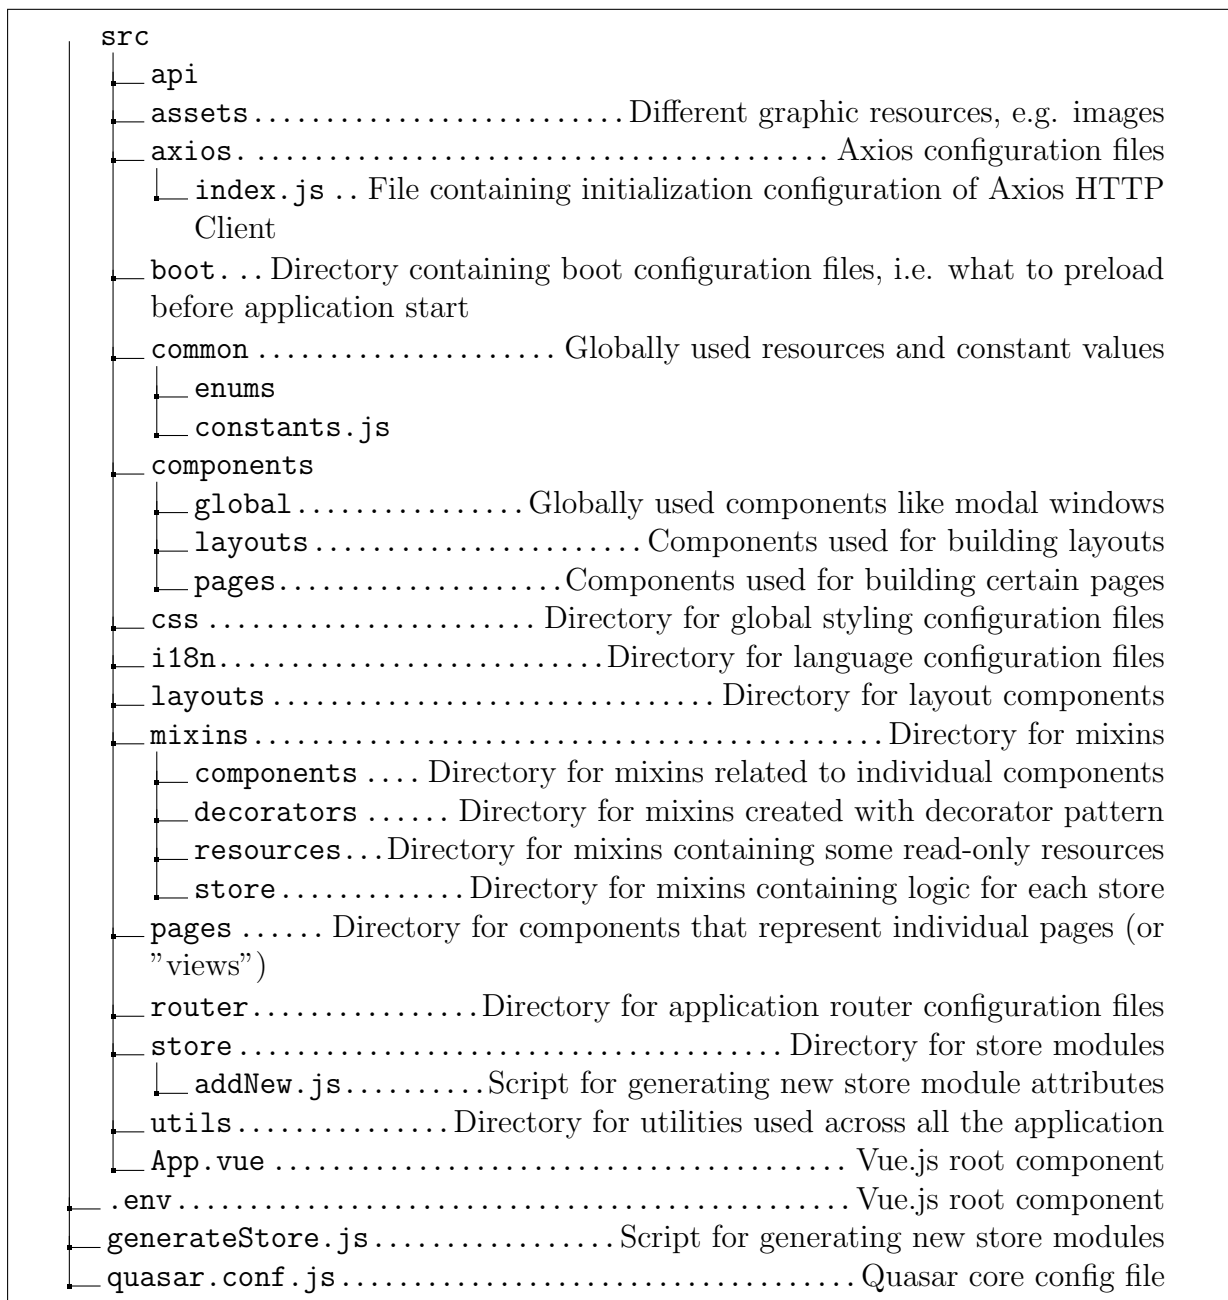 src
api
assets...........................Different graphic resources, e.g. images
axios. ..................................... Axios configuration files
index.js .. File containing initialization configuration of Axios HTTP
Client
boot. ... Directory containing boot configuration files, i.e. what to preload
before application start
common ..................... Globally used resources and constant values
enums
constants.js
components
global.................Globally used components like modal windows
layouts........................Components used for building layouts
pages....................Components used for building certain pages
css ....................... Directory for global styling configuration files
i18n...........................Directory for language configuration files
layouts ............................... Directory for layout components
mixins............................................Directory for mixins
components .... Directory for mixins related to individual components
decorators ...... Directory for mixins created with decorator pattern
resources...Directory for mixins containing some read-only resources
store.............Directory for mixins containing logic for each store
pages ...... Directory for components that represent individual pages (or
”views”)
router................Directory for application router configuration files
store ...................................... Directory for store modules
addNew.js..........Script for generating new store module attributes
utils...............Directory for utilities used across all the application
App.vue ........................................ Vue.js root component
.env...............................................Vue.js root component
generateStore.js.................Script for generating new store modules
quasar.conf.js....................................Quasar core config file